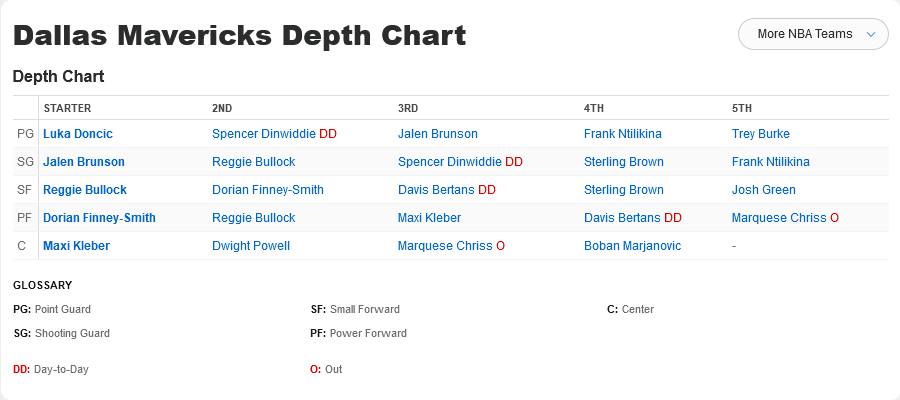 Dallas Mavericks Depth Chart
More NBA Teams
Depth Chart
STARTER 2ND 3RD 4TH 5TH
PG Luka Doncic Spencer Dinwiddie DD Jalen Brunson Frank Ntilikina Trey Burke
SG Jalen Brunson Reggie Bullock Spencer Dinwiddie DD Sterling Brown Frank Ntilikina
SF Reggie Bullock Dorian Finney-Smith Davis Bertans DD Sterling Brown Josh Green
PF Dorian Finney-Smith Reggie Bullock Maxi Kleber Davis Bertans DD Marquese Chriss O
C Maxi Kleber Dwight Powell Marquese Chriss O Boban Marjanovic -
GLOSSARY
PG: Point Guard SF: Small Forward C: Center
SG: Shooting Guard PF: Power Forward
DD: Day-to-Day O: Out